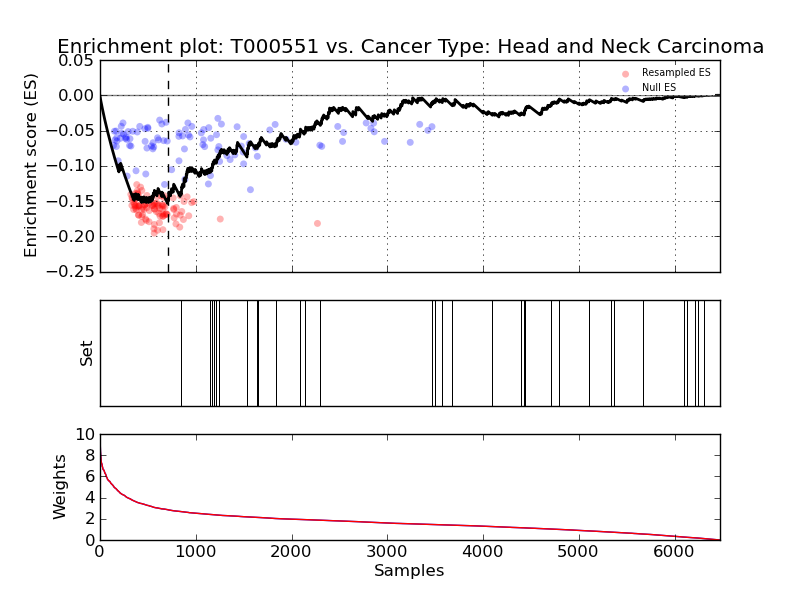 Enrichment plot: T000551 vs. Cancer Type: Head and Neck Carcinoma
Enrichment score (ES)
0.05
0.00
−0.05
−0.10
−0.15
−0.20
−0.25
Resampled ES
Null ES
Set
Weights
10
8
6
4
2
0
0 1000 2000 3000 4000 5000 6000
Samples